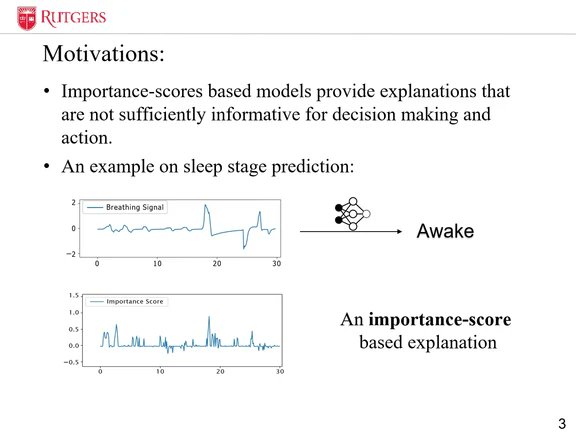 RUTGERS
Motivations:
• Importance-scores based models provide explanations that
are not sufficiently informative for decision making and
action.
• An example on sleep stage prediction:
2
0
−2
Breathing Signal
0 10 20 30
Awake
1.5
1.0
0.5
0.0
−0.5
Importance Score
0 10 20 30
An importance-score
based explanation
3